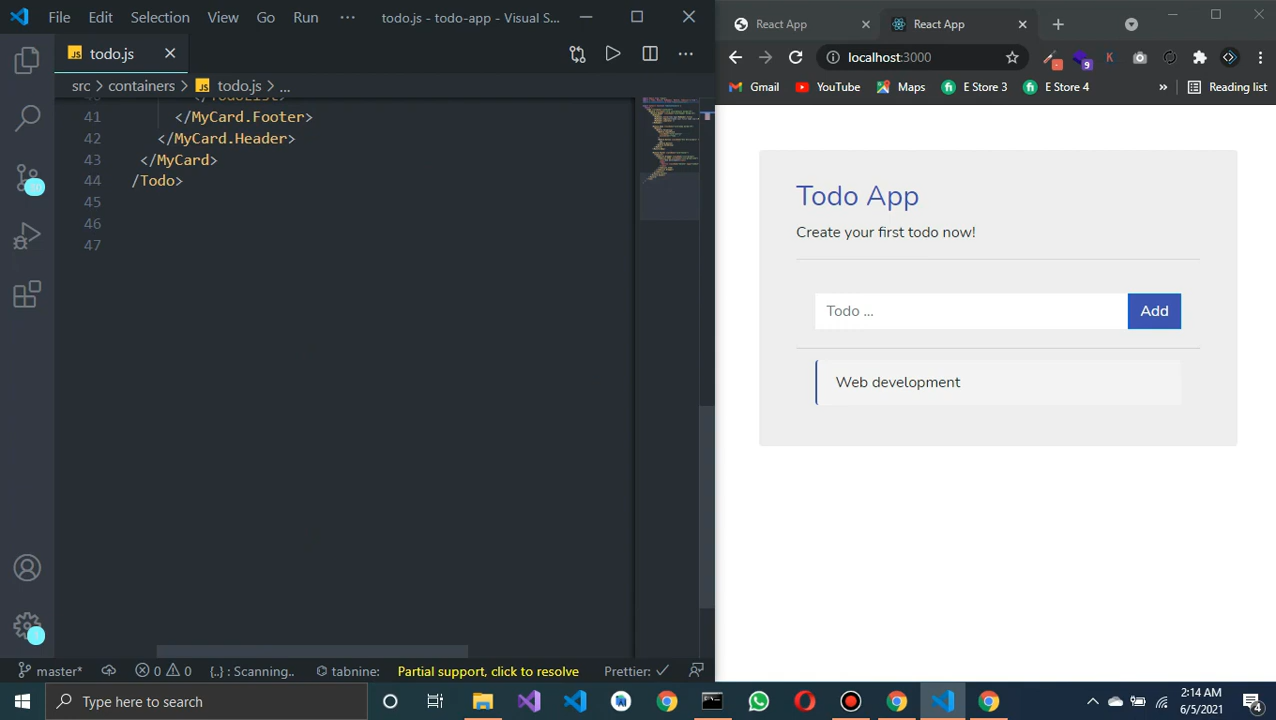 File Edit Selection View Go Run ··· todo.js - todo-app - Visual S...
todo.js
src > containers > todo.js > ...
41 </MyCard.Footer>
42 </MyCard.Header>
43 </MyCard>
44 /Todo>
45
46
47
master* {..} : Scanning.. tabnine: Partial support, click to resolve Prettier: ✓
0 0
React App
React App
localhost:3000
9
K
Gmail YouTube Maps E Store 3 E Store 4 » Reading list
Todo App
Create your first todo now!
Todo ...
Add
Web development
Type here to search
2:14 AM
6/5/2021
4